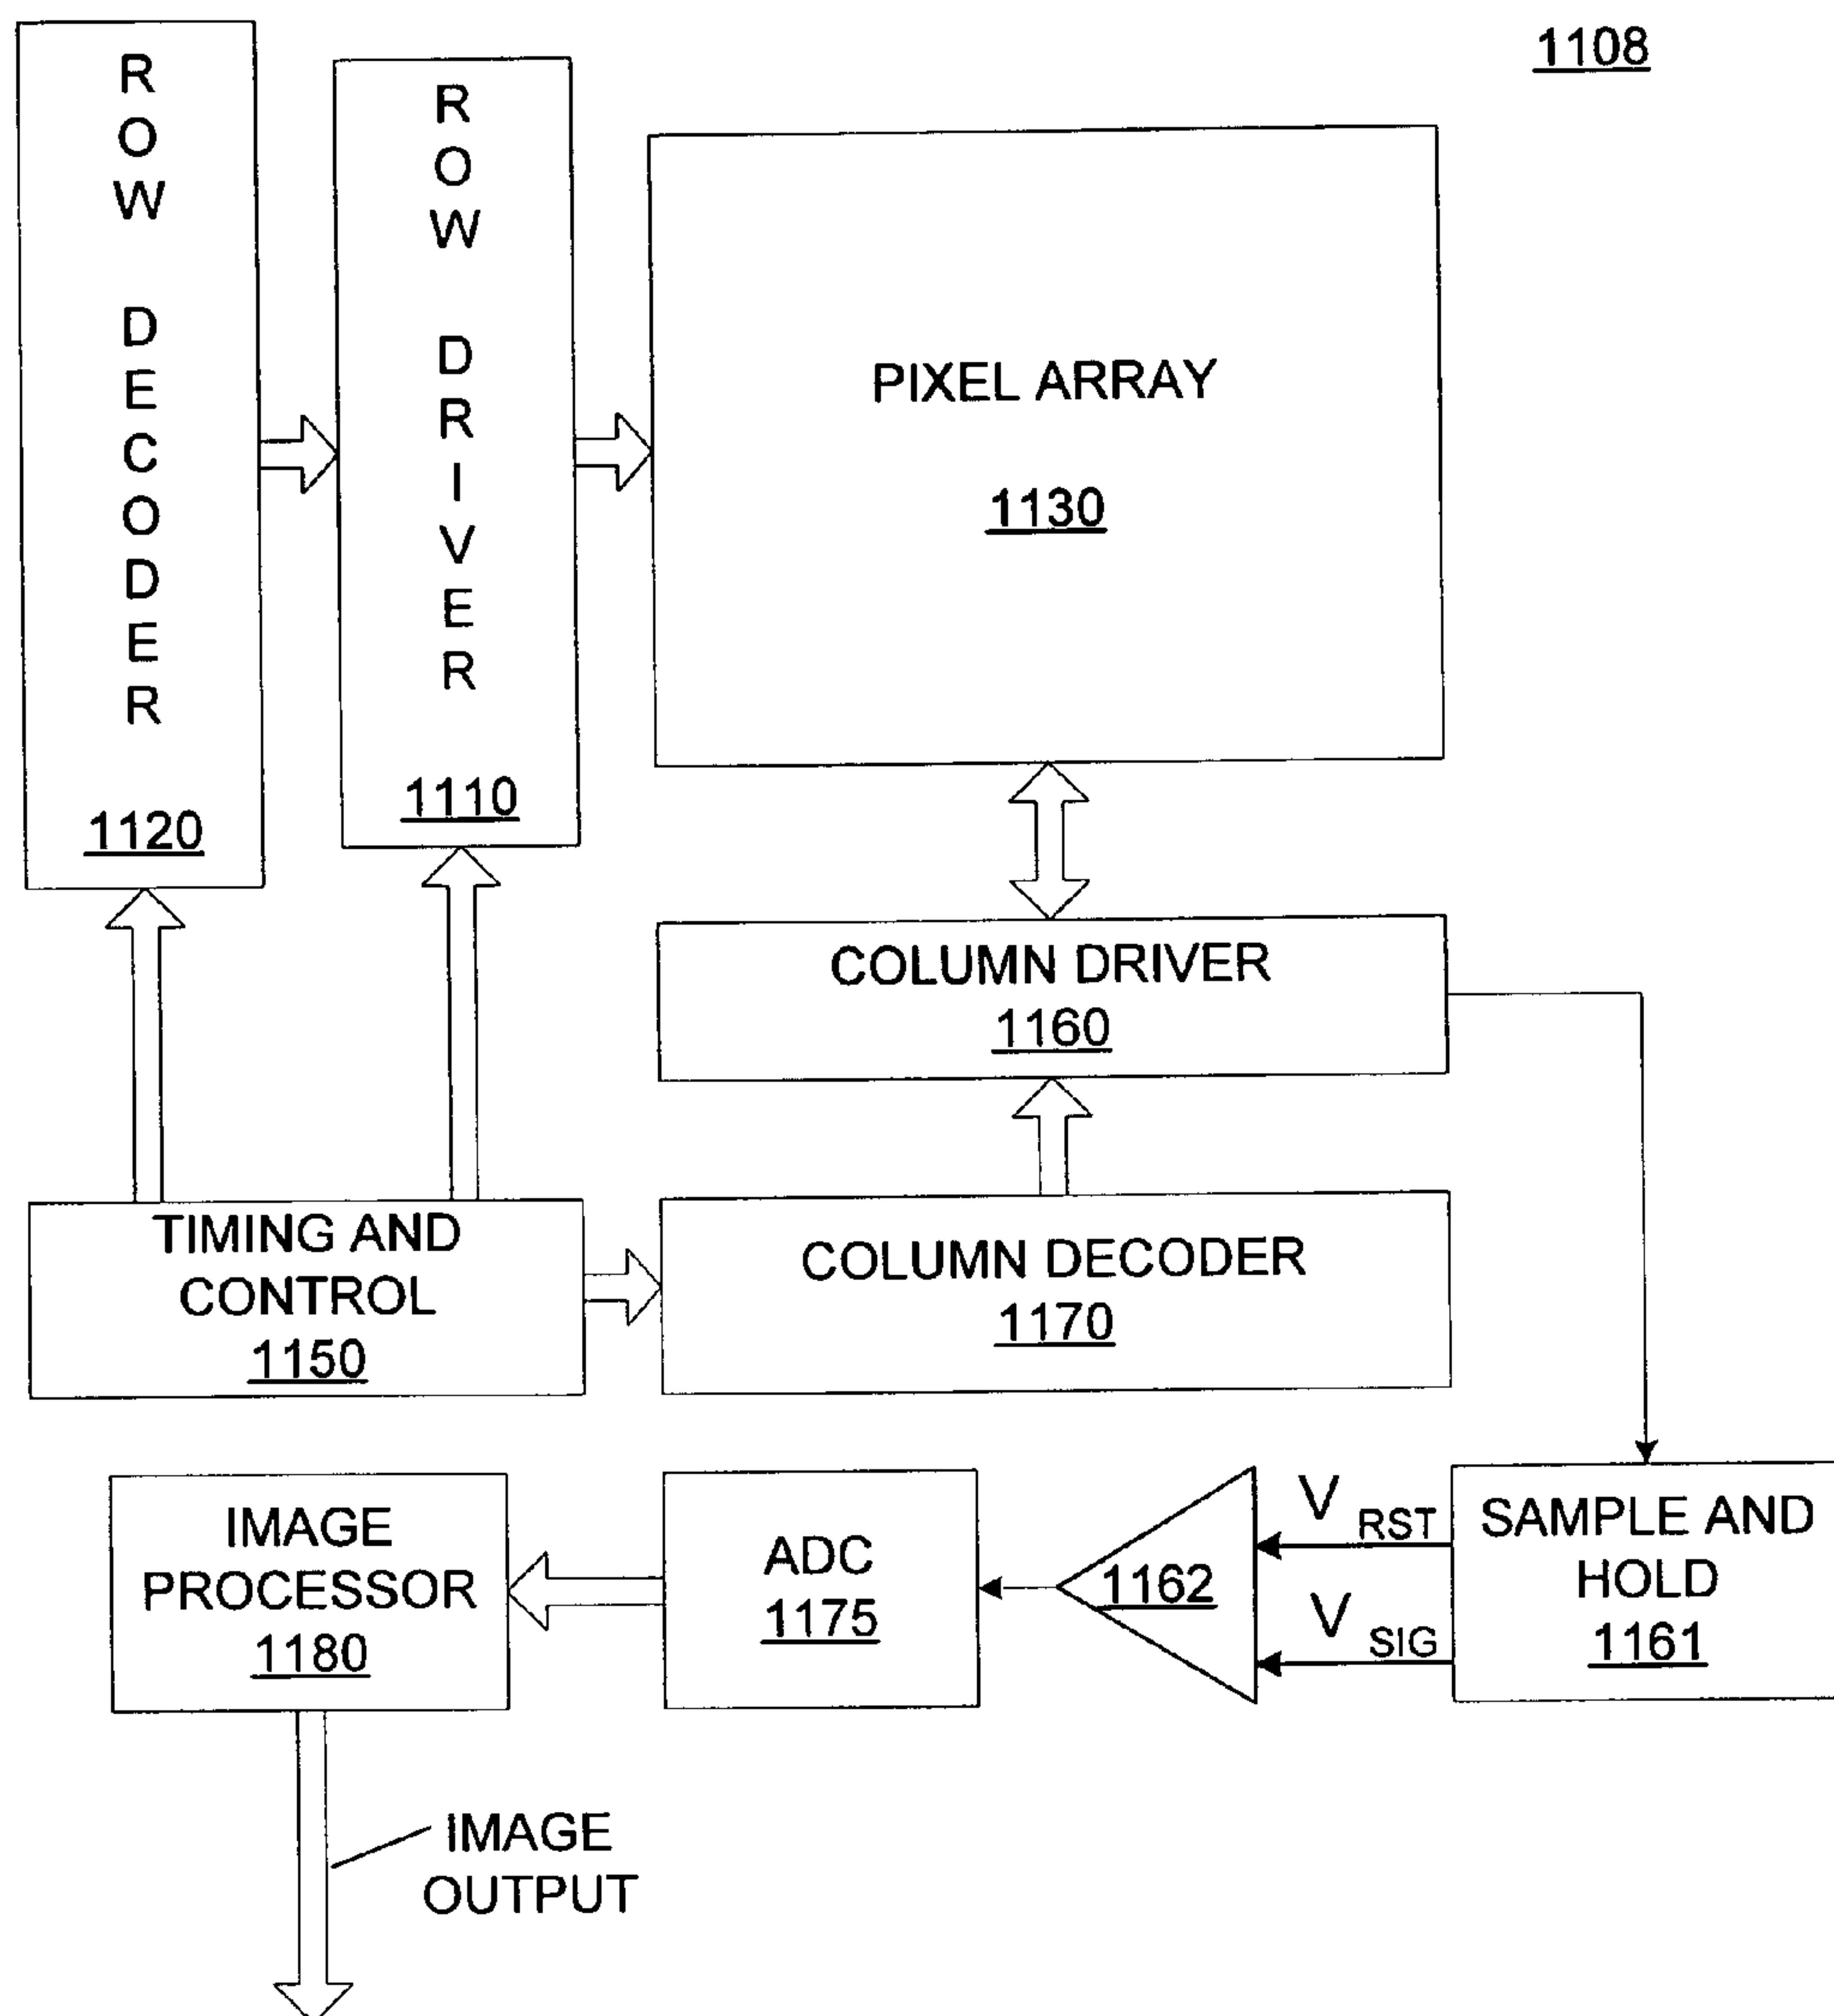 1108
ROW DECODER
1120
ROW DRIVER
1110
PIXEL ARRAY
1130
COLUMN DRIVER
1160
TIMING AND
CONTROL
1150
COLUMN DECODER
1170
IMAGE
PROCESSOR
1180
ADC
1175
1162
V RST
V SIG
SAMPLE AND
HOLD
1161
IMAGE
OUTPUT